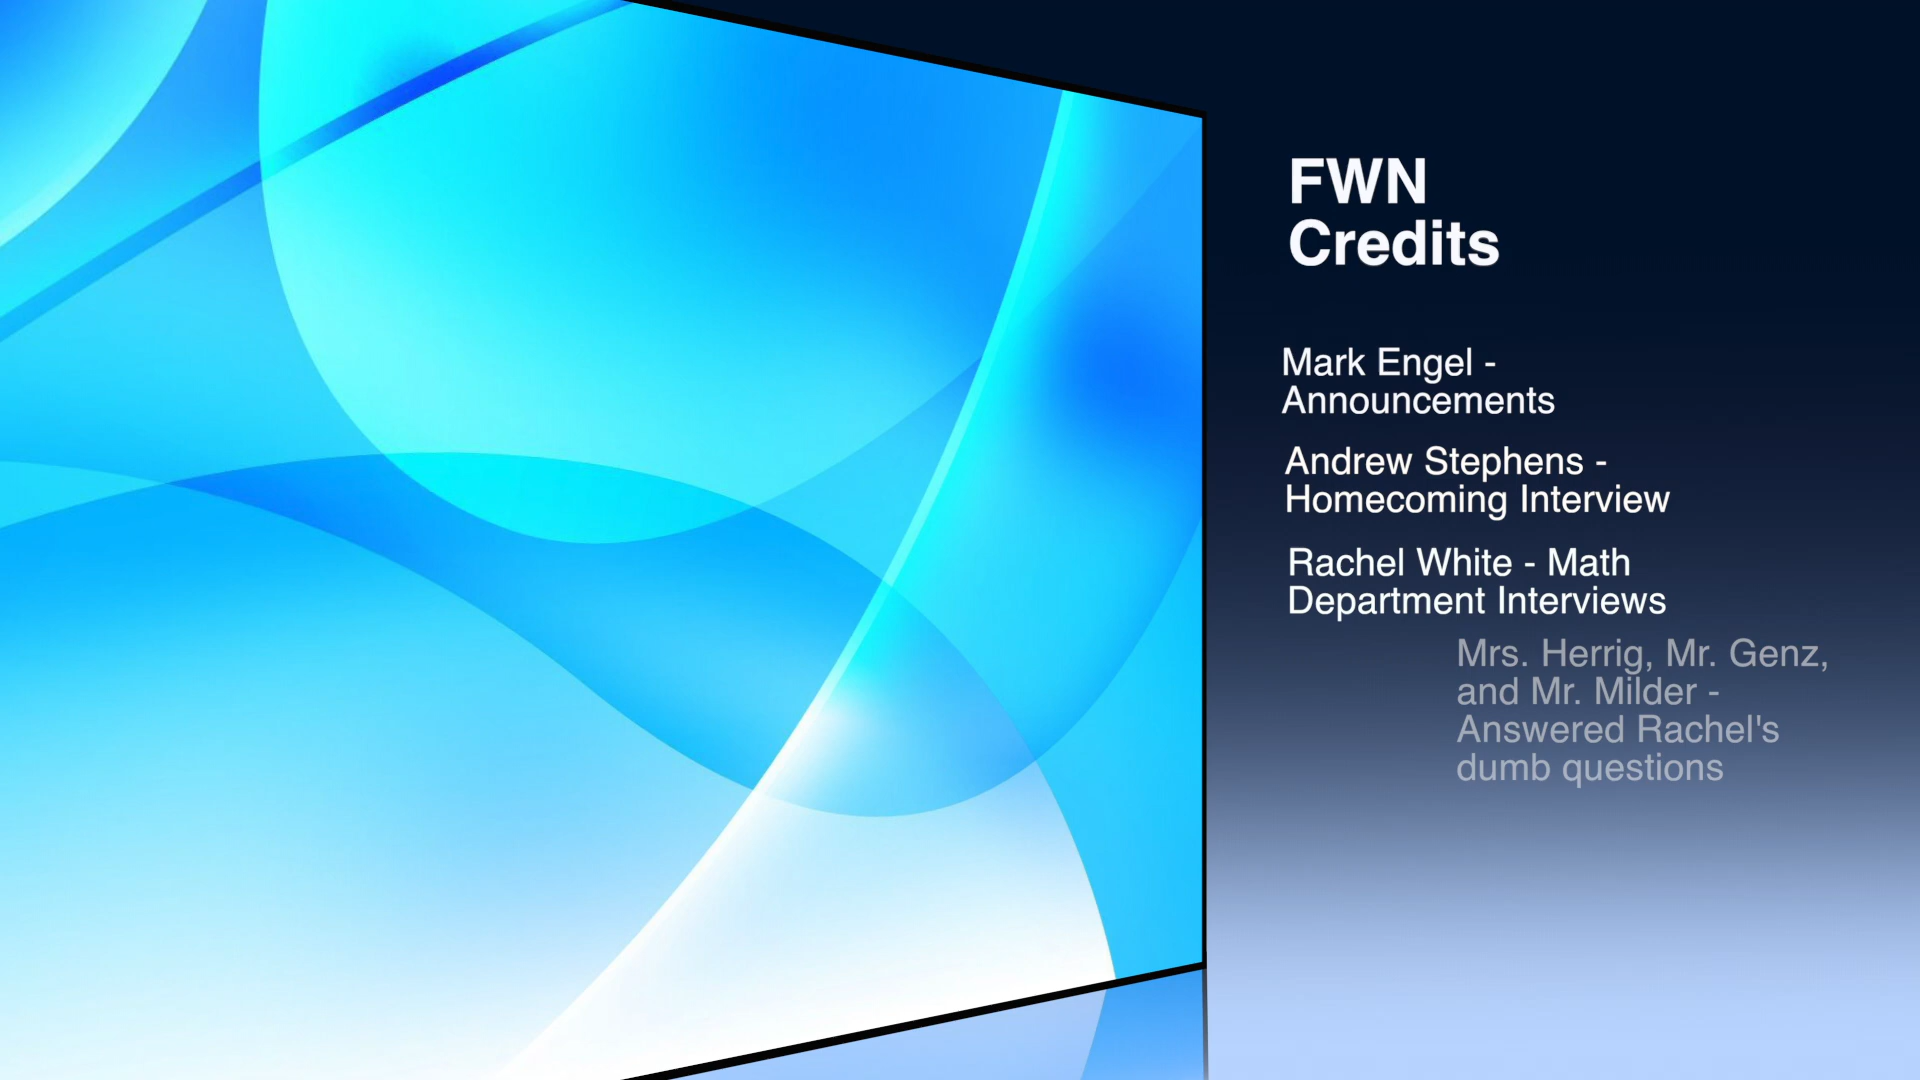 FWN
Credits
Mark Engel -
Announcements
Andrew Stephens -
Homecoming Interview
Rachel White - Math
Department Interviews
Mrs. Herrig, Mr. Genz,
and Mr. Milder -
Answered Rachel's
dumb questions